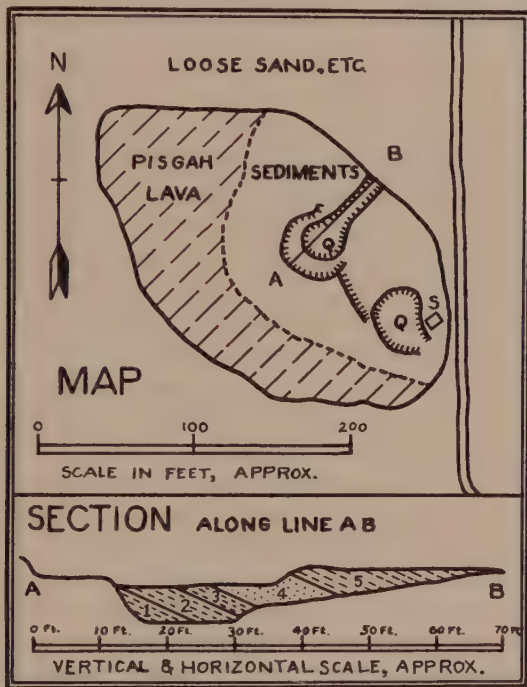 N
LOOSE SAND, ETC.
PISGAH
LAVA
SEDIMENTS
B
Q
A
S
Q
MAP
0 100 200
SCALE IN FEET, APPROX.
SECTION ALONG LINE AB
A
1 2 3 4 5
B
0 Ft. 10 Ft. 20 Ft. 30 Ft. 40 Ft. 50 Ft. 60 Ft. 70 Ft.
VERTICAL & HORIZONTAL SCALE, APPROX.